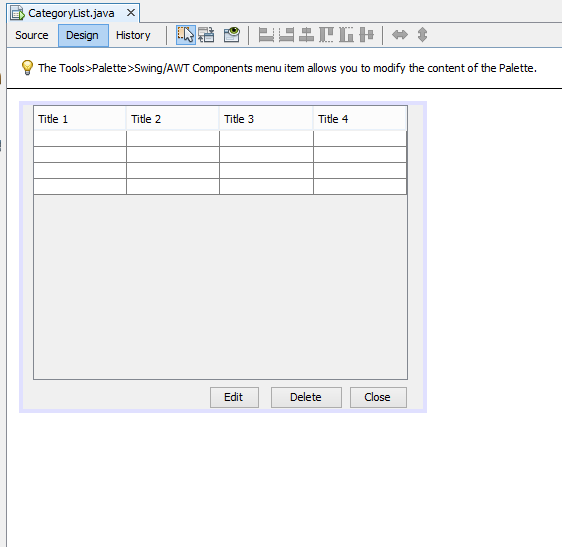 CategoryList.java
Source Design History
The Tools>Palette>Swing/AWT Components menu item allows you to modify the content of the Palette.
Title 1 Title 2 Title 3 Title 4
Edit Delete Close